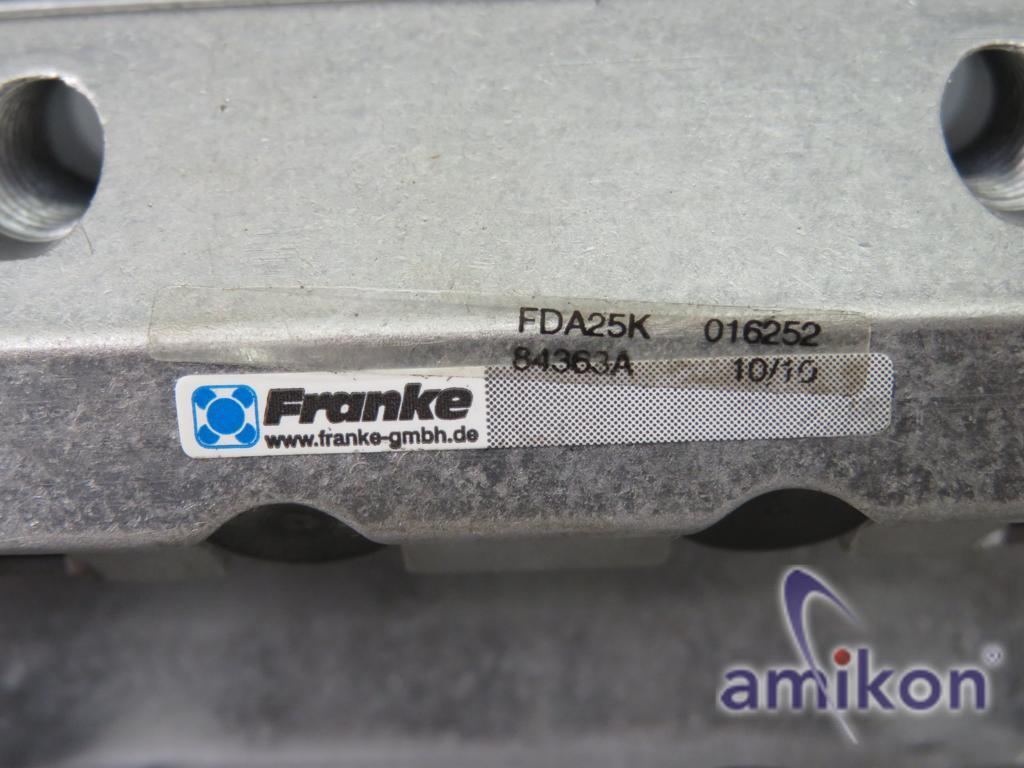 FDA25K 016252
84363A 10/10
Franke
www.franke-gmbh.de
amikon®